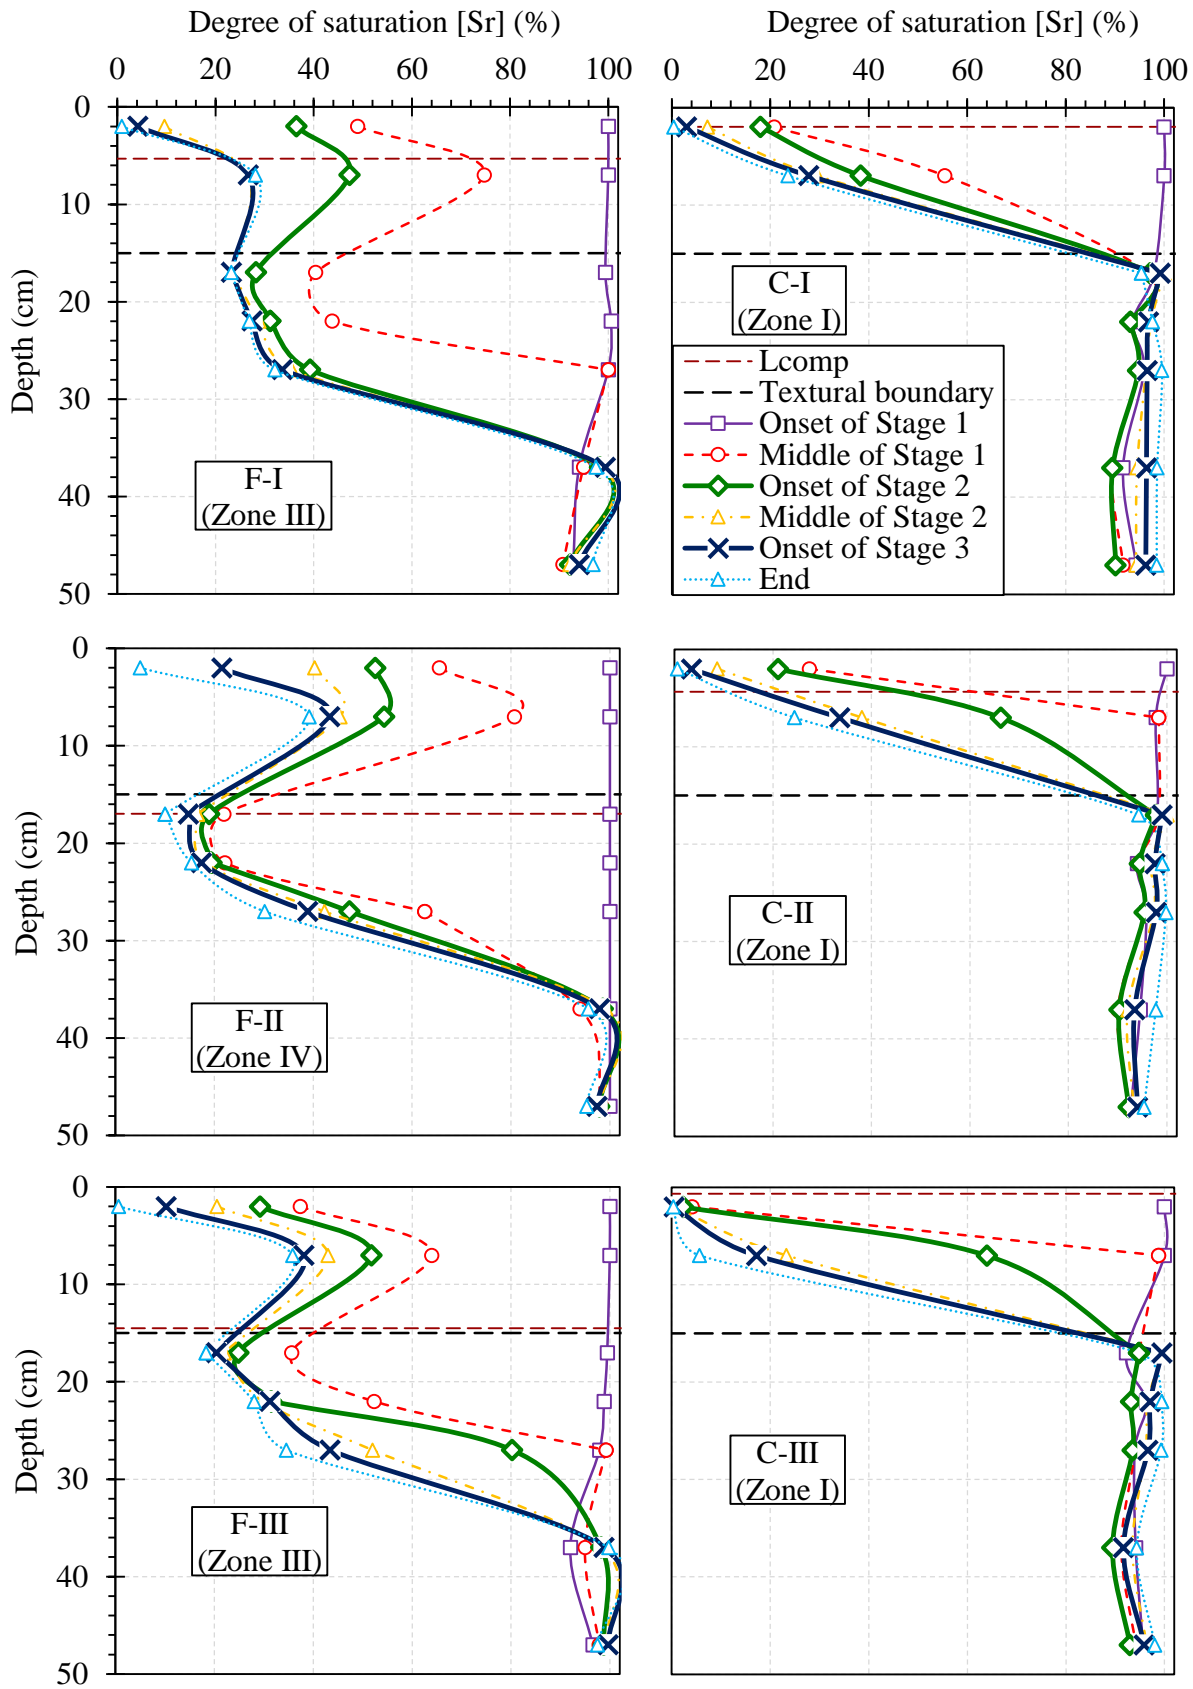 Degree of saturation [Sr] (%)
Degree of saturation [Sr] (%)
0 20 40 60 80 100
0 20 40 60 80 100
0
10
20
30
40
50
Depth (cm)
F-I
(Zone III)
C-I
(Zone I)
Lcomp
Textural boundary
Onset of Stage 1
Middle of Stage 1
Onset of Stage 2
Middle of Stage 2
Onset of Stage 3
End
0
10
20
30
40
50
Depth (cm)
F-II
(Zone IV)
C-II
(Zone I)
0
10
20
30
40
50
Depth (cm)
F-III
(Zone III)
C-III
(Zone I)